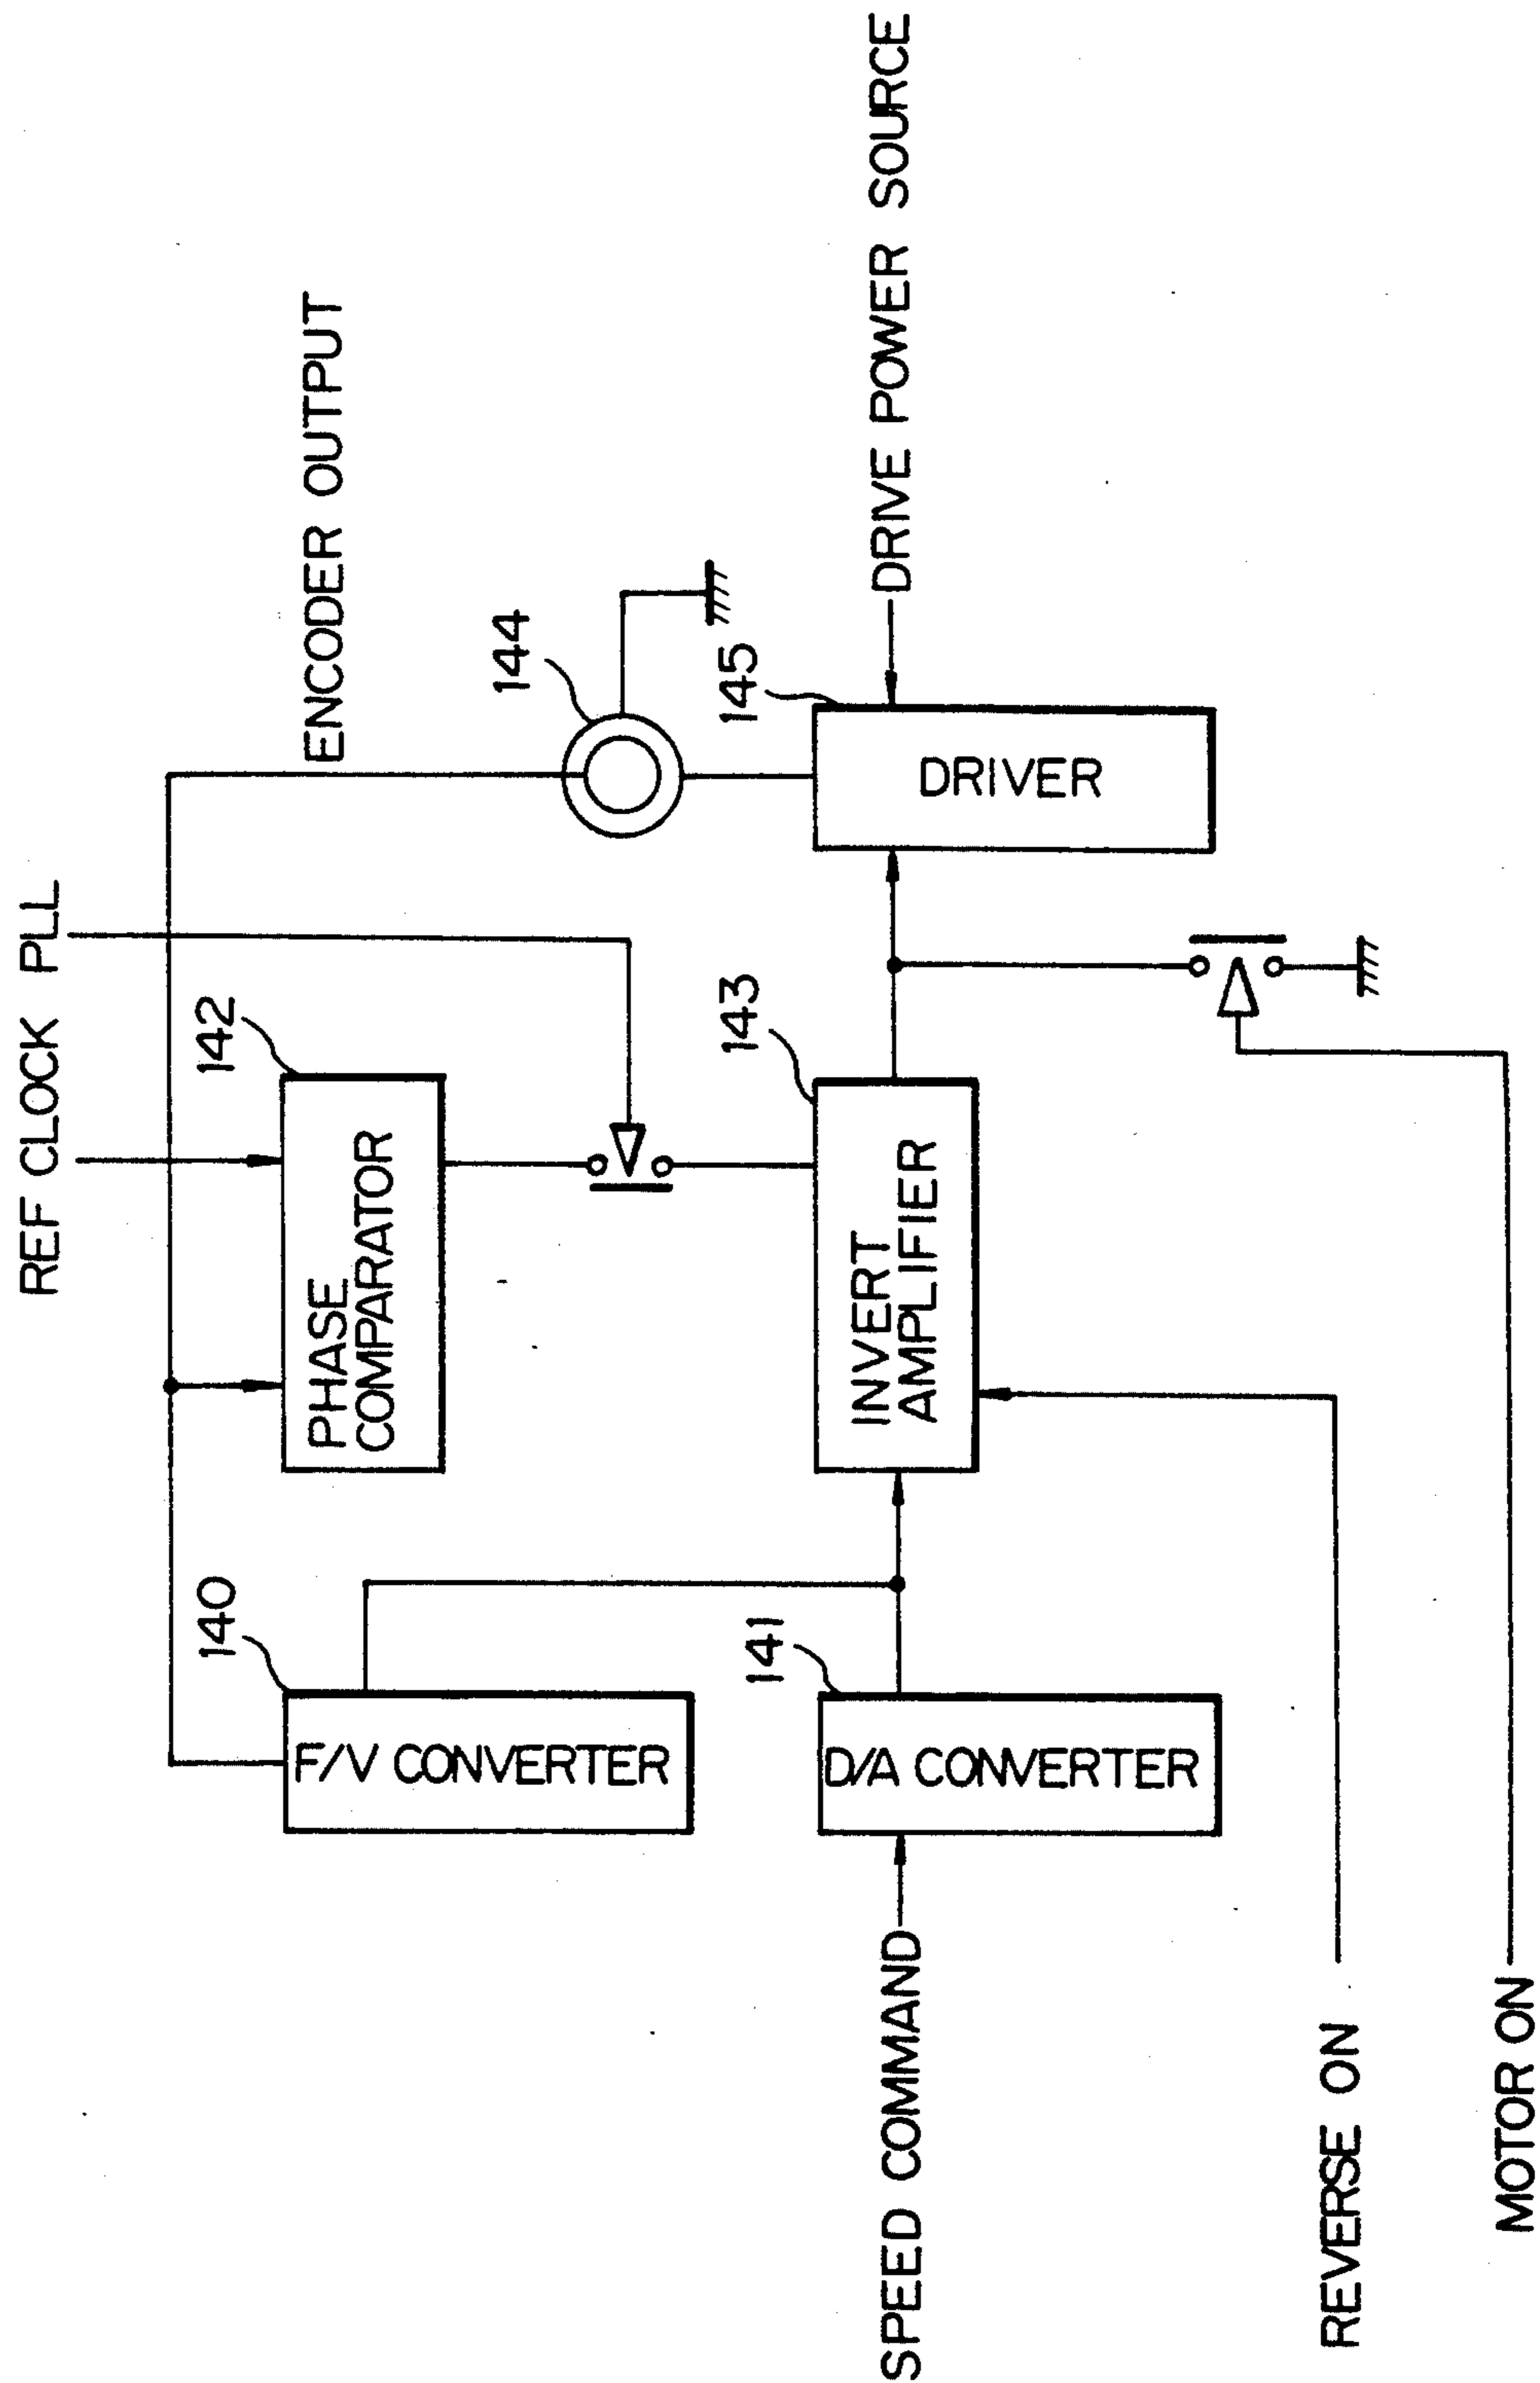 REF CLOCK PLL
ENCODER OUTPUT
140
142
144
F/V CONVERTER
PHASE
COMPARATOR
141
143
145
SPEED COMMAND
D/A CONVERTER
INVERT
AMPLIFIER
DRIVER
DRIVE POWER SOURCE
REVERSE ON
MOTOR ON